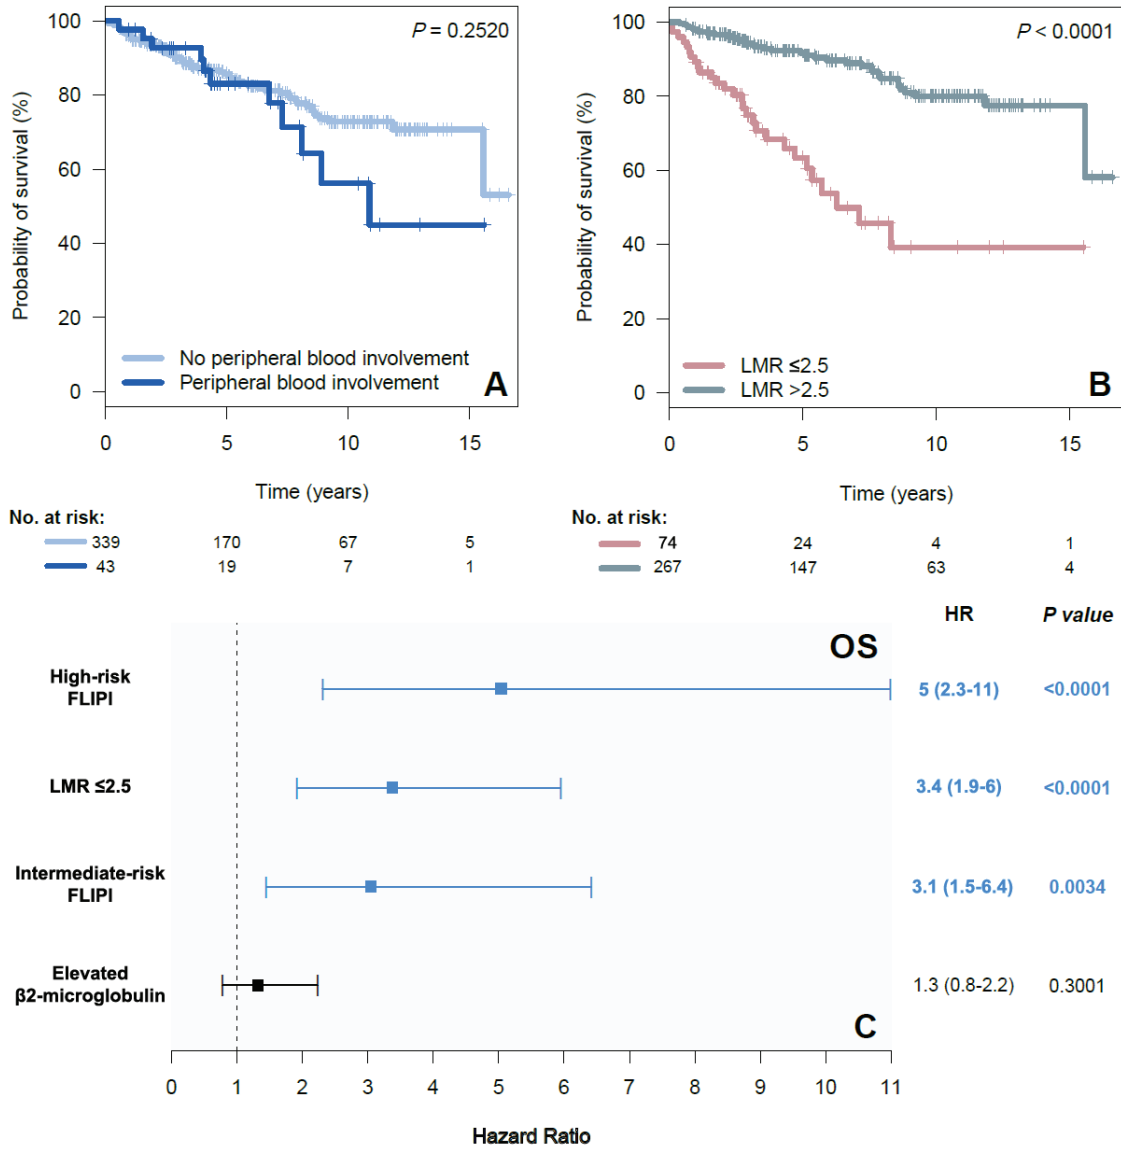 P = 0.2520
Probability of survival (%)
100
80
60
40
20
0
No peripheral blood involvement
Peripheral blood involvement
A
0 5 10 15
Time (years)
No. at risk:
339 170 67 5
43 19 7 1
P < 0.0001
Probability of survival (%)
100
80
60
40
20
0
LMR ≤2.5
LMR >2.5
B
0 5 10 15
Time (years)
No. at risk:
74 24 4 1
267 147 63 4
HR P value
OS
High-risk
FLIPI
5 (2.3-11) <0.0001
LMR ≤2.5
3.4 (1.9-6) <0.0001
Intermediate-risk
FLIPI
3.1 (1.5-6.4) 0.0034
Elevated
β2-microglobulin
1.3 (0.8-2.2) 0.3001
C
0 1 2 3 4 5 6 7 8 9 10 11
Hazard Ratio